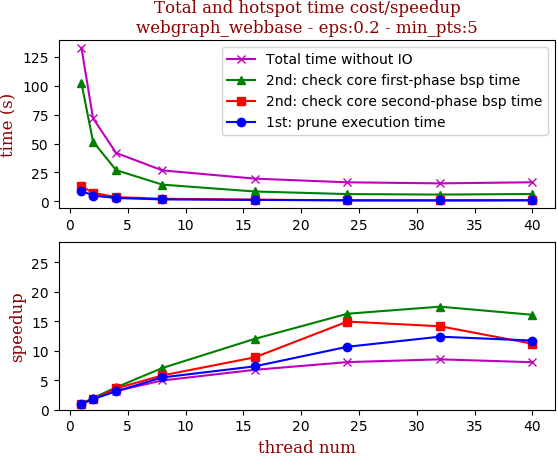 Total and hotspot time cost/speedup
webgraph_webbase - eps:0.2 - min_pts:5
time (s)
125
100
75
50
25
0
Total time without IO
2nd: check core first-phase bsp time
2nd: check core second-phase bsp time
1st: prune execution time
0 5 10 15 20 25 30 35 40
speedup
25
20
15
10
5
0
0 5 10 15 20 25 30 35 40
thread num